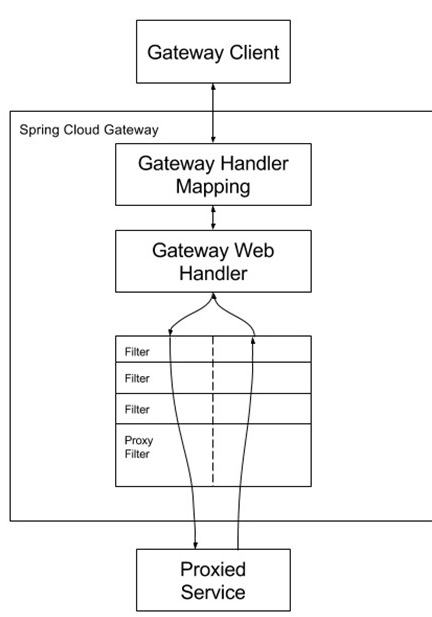 Gateway Client
Spring Cloud Gateway
Gateway Handler
Mapping
Gateway Web
Handler
Filter
Filter
Filter
Proxy
Filter
Proxied
Service